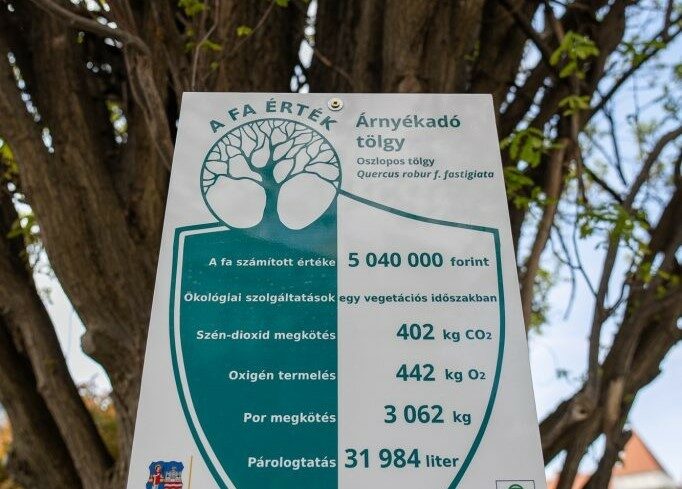 A FA ÉRTÉK
Árnyékadó
tölgy
Oszlopos tölgy
Quercus robur f. fastigiata
A fa számított értéke 5 040 000 forint
Ökológiai szolgáltatások egy vegetációs időszakban
Szén-dioxid megkötés 402 kg CO₂
Oxigén termelés 442 kg O₂
Por megkötés 3 062 kg
Párologtatás 31 984 liter